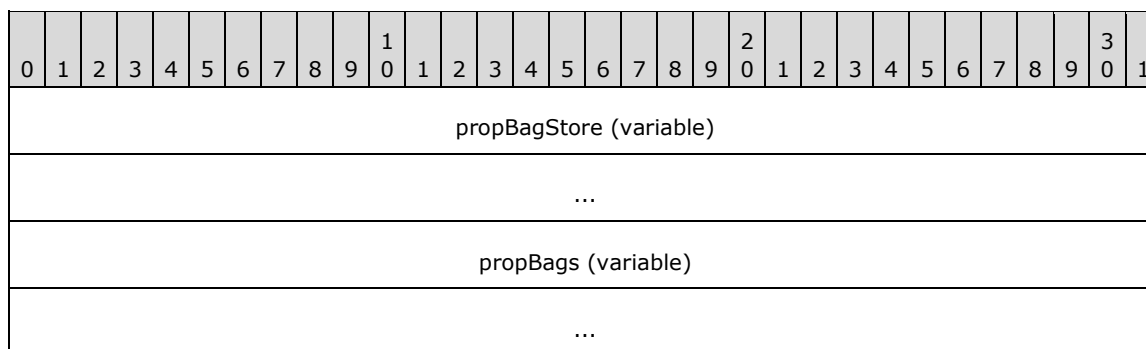 1 2 3
0 1 2 3 4 5 6 7 8 9 0 1 2 3 4 5 6 7 8 9 0 1 2 3 4 5 6 7 8 9 0 1
propBagStore (variable)
...
propBags (variable)
...